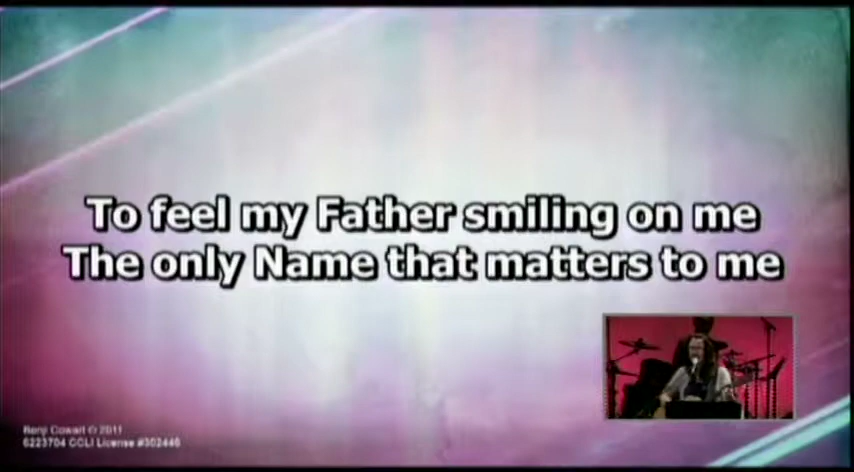 To feel my Father smiling on me
The only Name that matters to me
Benji Cowart © 2011
6223704 CCLI License #302446